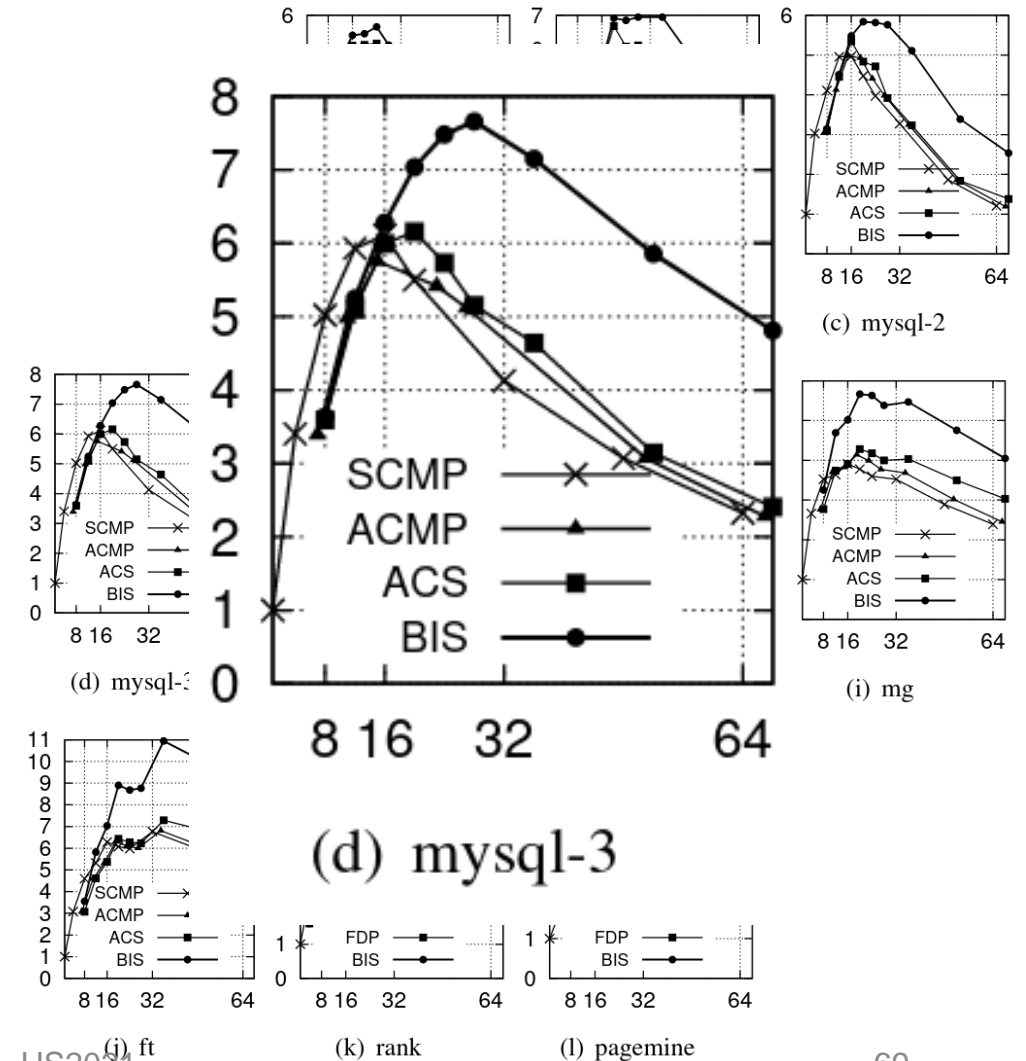 6
7
6
8
7
6
5
4
3
2
1
0
SCMP
ACMP
ACS
BIS
8 16 32 64
(d) mysql-3
SCMP
ACMP
ACS
BIS
8 16 32 64
(c) mysql-2
8
7
6
5
4
3
2
1
0
SCMP
ACMP
ACS
BIS
8 16 32
(d) mysql-3
SCMP
ACMP
ACS
BIS
8 16 32 64
(i) mg
11
10
9
8
7
6
5
4
3
2
1
0
SCMP
ACMP
ACS
BIS
8 16 32 64
(j) ft
1
0
FDP
BIS
8 16 32 64
(k) rank
1
0
FDP
BIS
8 16 32 64
(l) pagemine